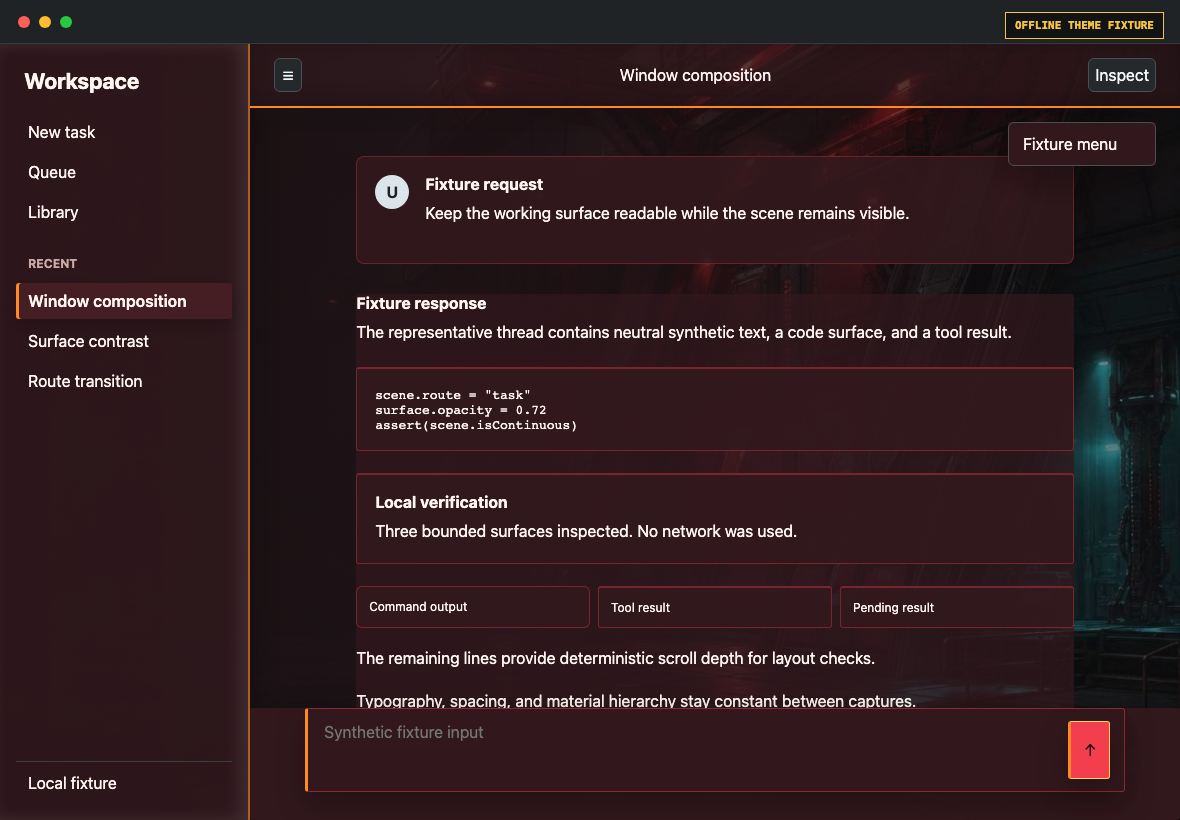 OFFLINE THEME FIXTURE
Workspace
New task
Queue
Library
RECENT
Window composition
Surface contrast
Route transition
Local fixture
Window composition
Inspect
Fixture menu
U
Fixture request
Keep the working surface readable while the scene remains visible.
Fixture response
The representative thread contains neutral synthetic text, a code surface, and a tool result.
scene.route = "task"
surface.opacity = 0.72
assert(scene.isContinuous)
Local verification
Three bounded surfaces inspected. No network was used.
Command output
Tool result
Pending result
The remaining lines provide deterministic scroll depth for layout checks.
Typography, spacing, and material hierarchy stay constant between captures.
Synthetic fixture input